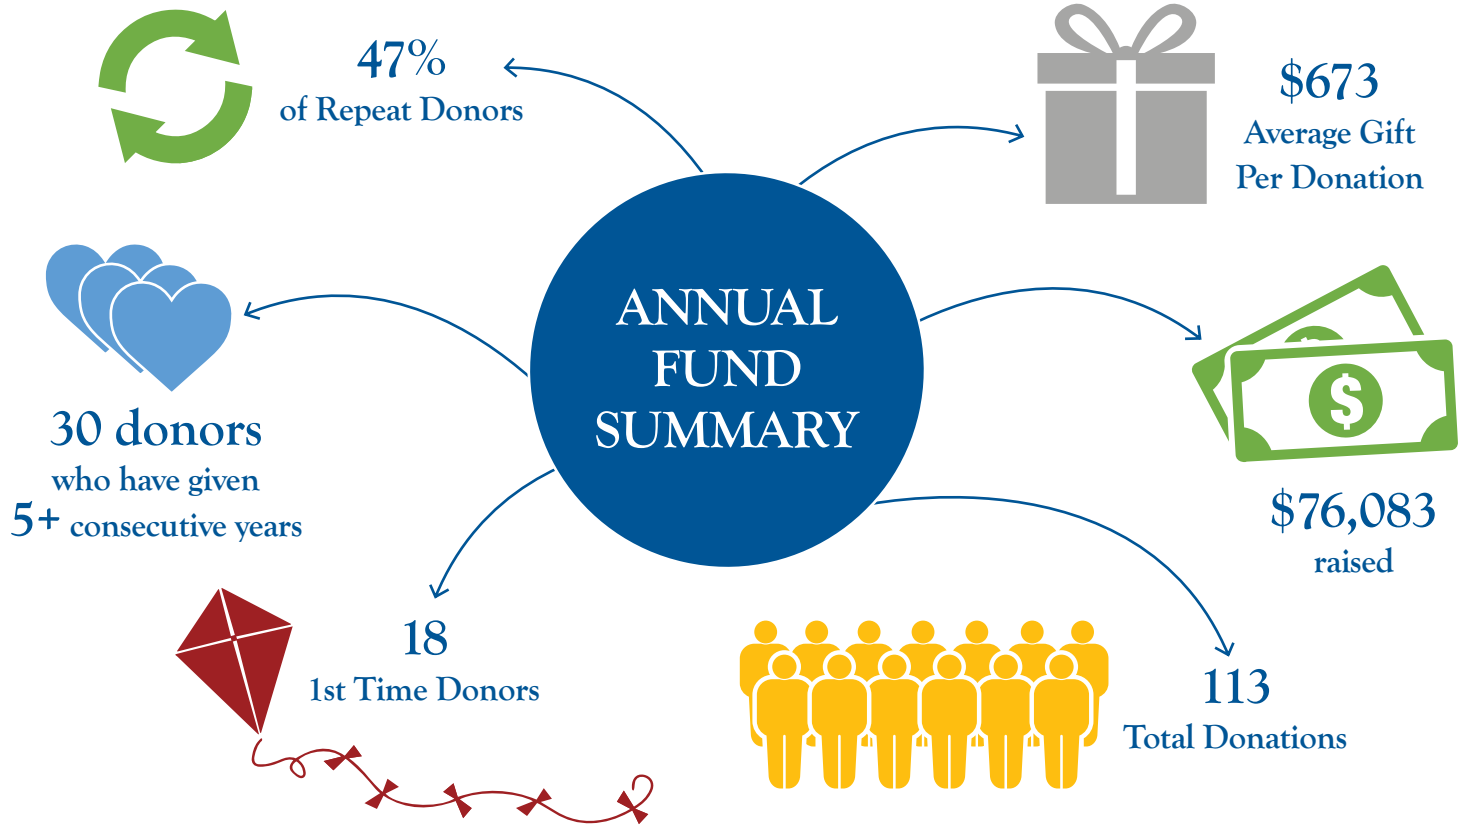 47%
of Repeat Donors
$673
Average Gift
Per Donation
ANNUAL
FUND
SUMMARY
30 donors
who have given
5+ consecutive years
$
$76,083
raised
18
1st Time Donors
113
Total Donations